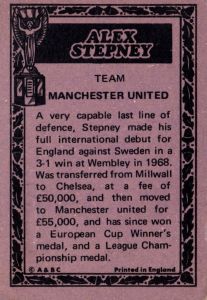 ALEX
STEPNEY
TEAM
MANCHESTER UNITED
A very capable last line of
defence, Stepney made his
full international debut for
England against Sweden in a
3-1 win at Wembley in 1968.
Was transferred from Millwall
to Chelsea, at a fee of
£50,000, and then moved
to Manchester united for
£55,000, and has since won
a European Cup Winner's
medal, and a League Cham-
pionship medal.
© A & B C Printed in England